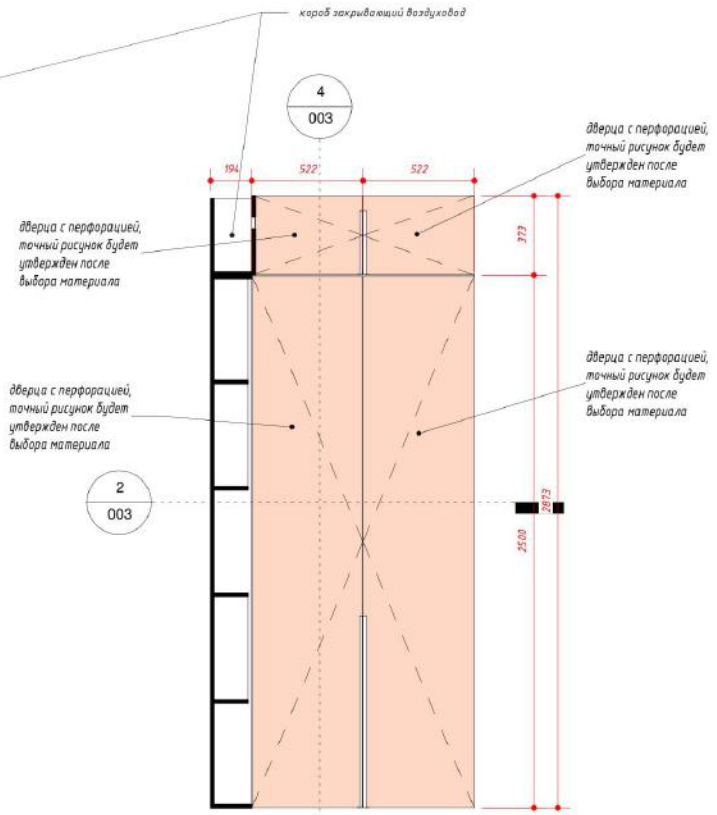 короб закрывающий воздуховод
4
003
дверца с перфорацией,
точный рисунок будет
утвержден после
выбора материала
194
522
522
дверца с перфорацией,
точный рисунок будет
утвержден после
выбора материала
373
дверца с перфорацией,
точный рисунок будет
утвержден после
выбора материала
дверца с перфорацией,
точный рисунок будет
утвержден после
выбора материала
2
003
2873
2500